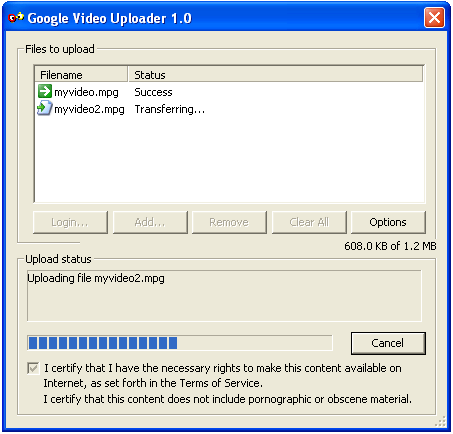 Google Video Uploader 1.0
Files to upload
Filename Status
myvideo.mpg Success
myvideo2.mpg Transferring...
Login... Add... Remove Clear All Options
608.0 KB of 1.2 MB
Upload status
Uploading file myvideo2.mpg
Cancel
I certify that I have the necessary rights to make this content available on
Internet, as set forth in the Terms of Service.
I certify that this content does not include pornographic or obscene material.